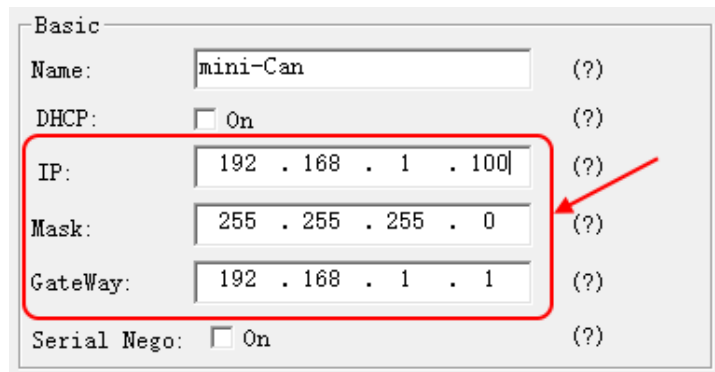 Basic
Name: mini-Can (?)
DHCP: On (?)
IP: 192 . 168 . 1 . 100 (?)
Mask: 255 . 255 . 255 . 0 (?)
GateWay: 192 . 168 . 1 . 1 (?)
Serial Nego: On (?)